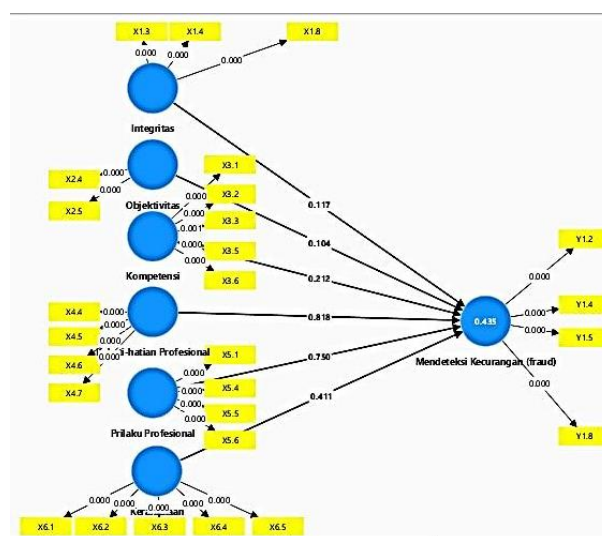 X1.3
X1.4
X1.8
0.000
0.000
0.000
Integritas
X2.4
X2.5
0.000
0.000
Objektivitas
X3.1
X3.2
X3.3
X3.5
X3.6
0.000
0.000
0.001
0.000
0.000
Kompetensi
X4.4
X4.5
X4.6
X4.7
0.000
0.000
0.000
0.000
i-hatian Profesional
X5.1
X5.4
X5.5
X5.6
0.000
0.000
0.000
0.000
Prilaku Profesional
0.000
0.000
0.000
0.000
0.000
X6.1
X6.2
X6.3
X6.4
X6.5
0.117
0.104
0.212
0.818
0.750
0.411
0.435
Mendeteksi Kecurangan (fraud)
Y1.2
Y1.4
Y1.5
Y1.8
0.000
0.000
0.000
0.000